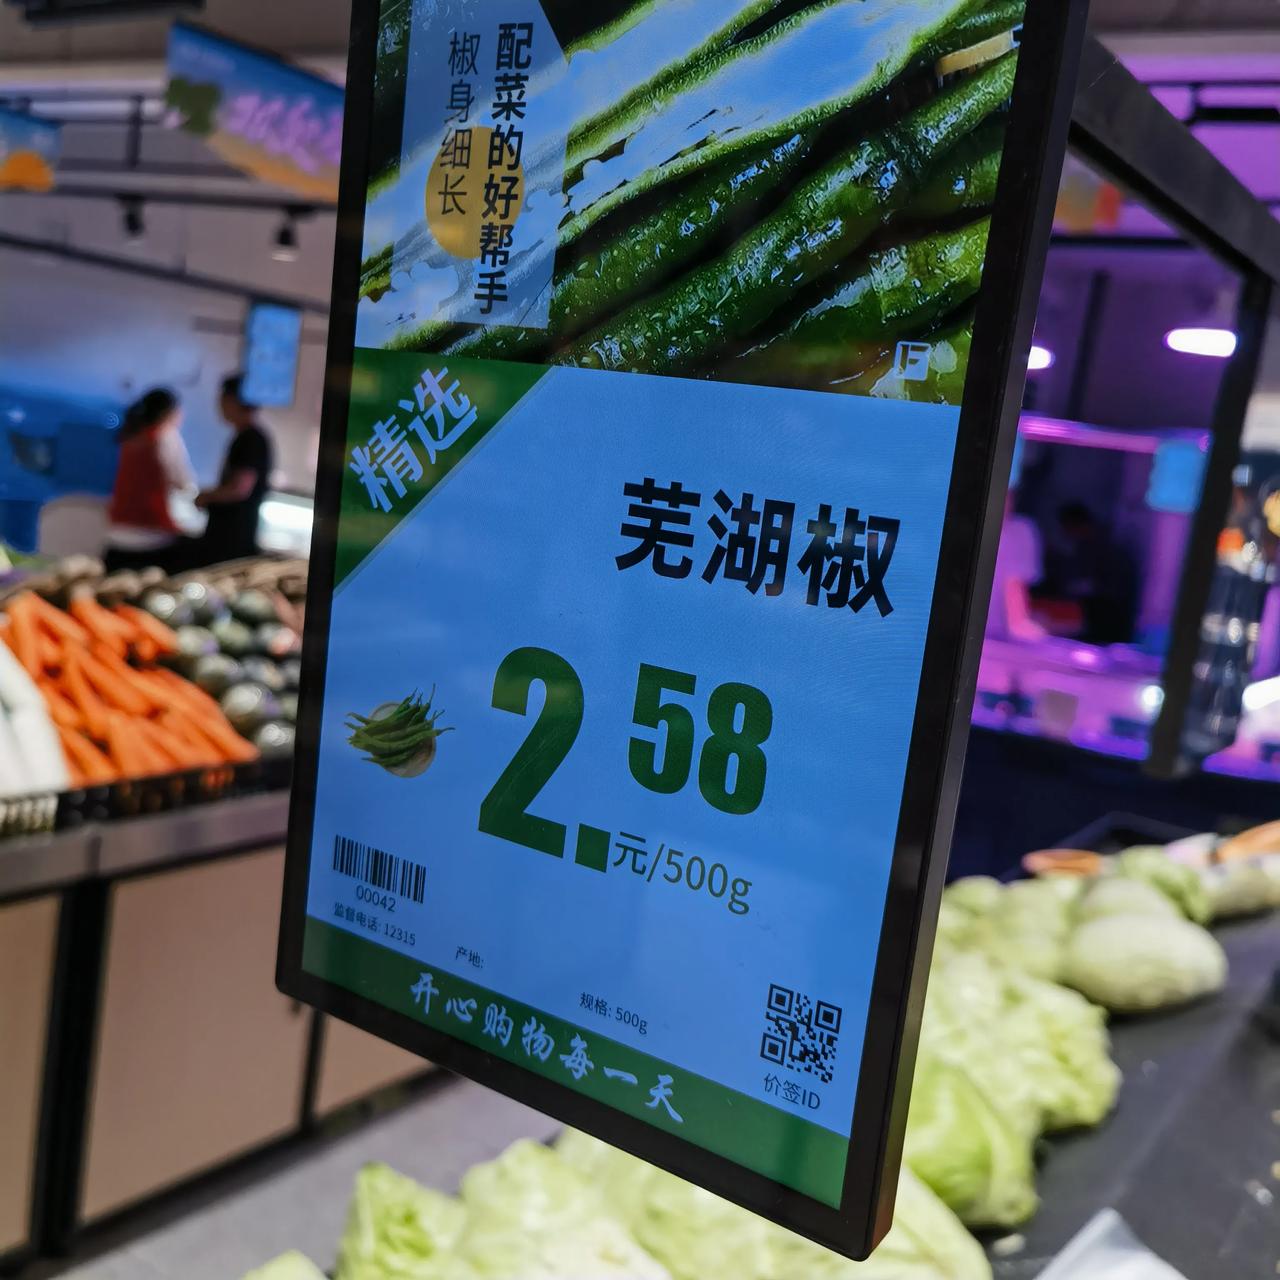 配菜的好帮手
椒身细长
精选
芜湖椒
2.58
元/500g
00042
监督电话: 12315
产地:
规格: 500g
价签ID
开心购物每一天